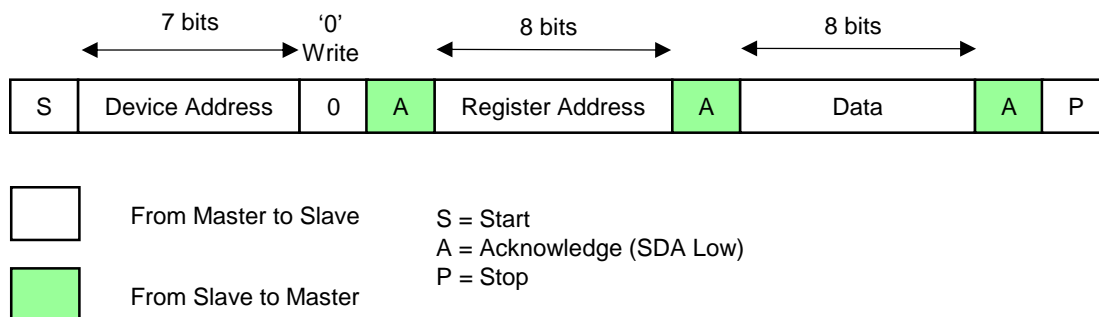 7 bits ‘0’ Write 8 bits 8 bits
S Device Address 0 A Register Address A Data A P
From Master to Slave
From Slave to Master
S = Start
A = Acknowledge (SDA Low)
P = Stop